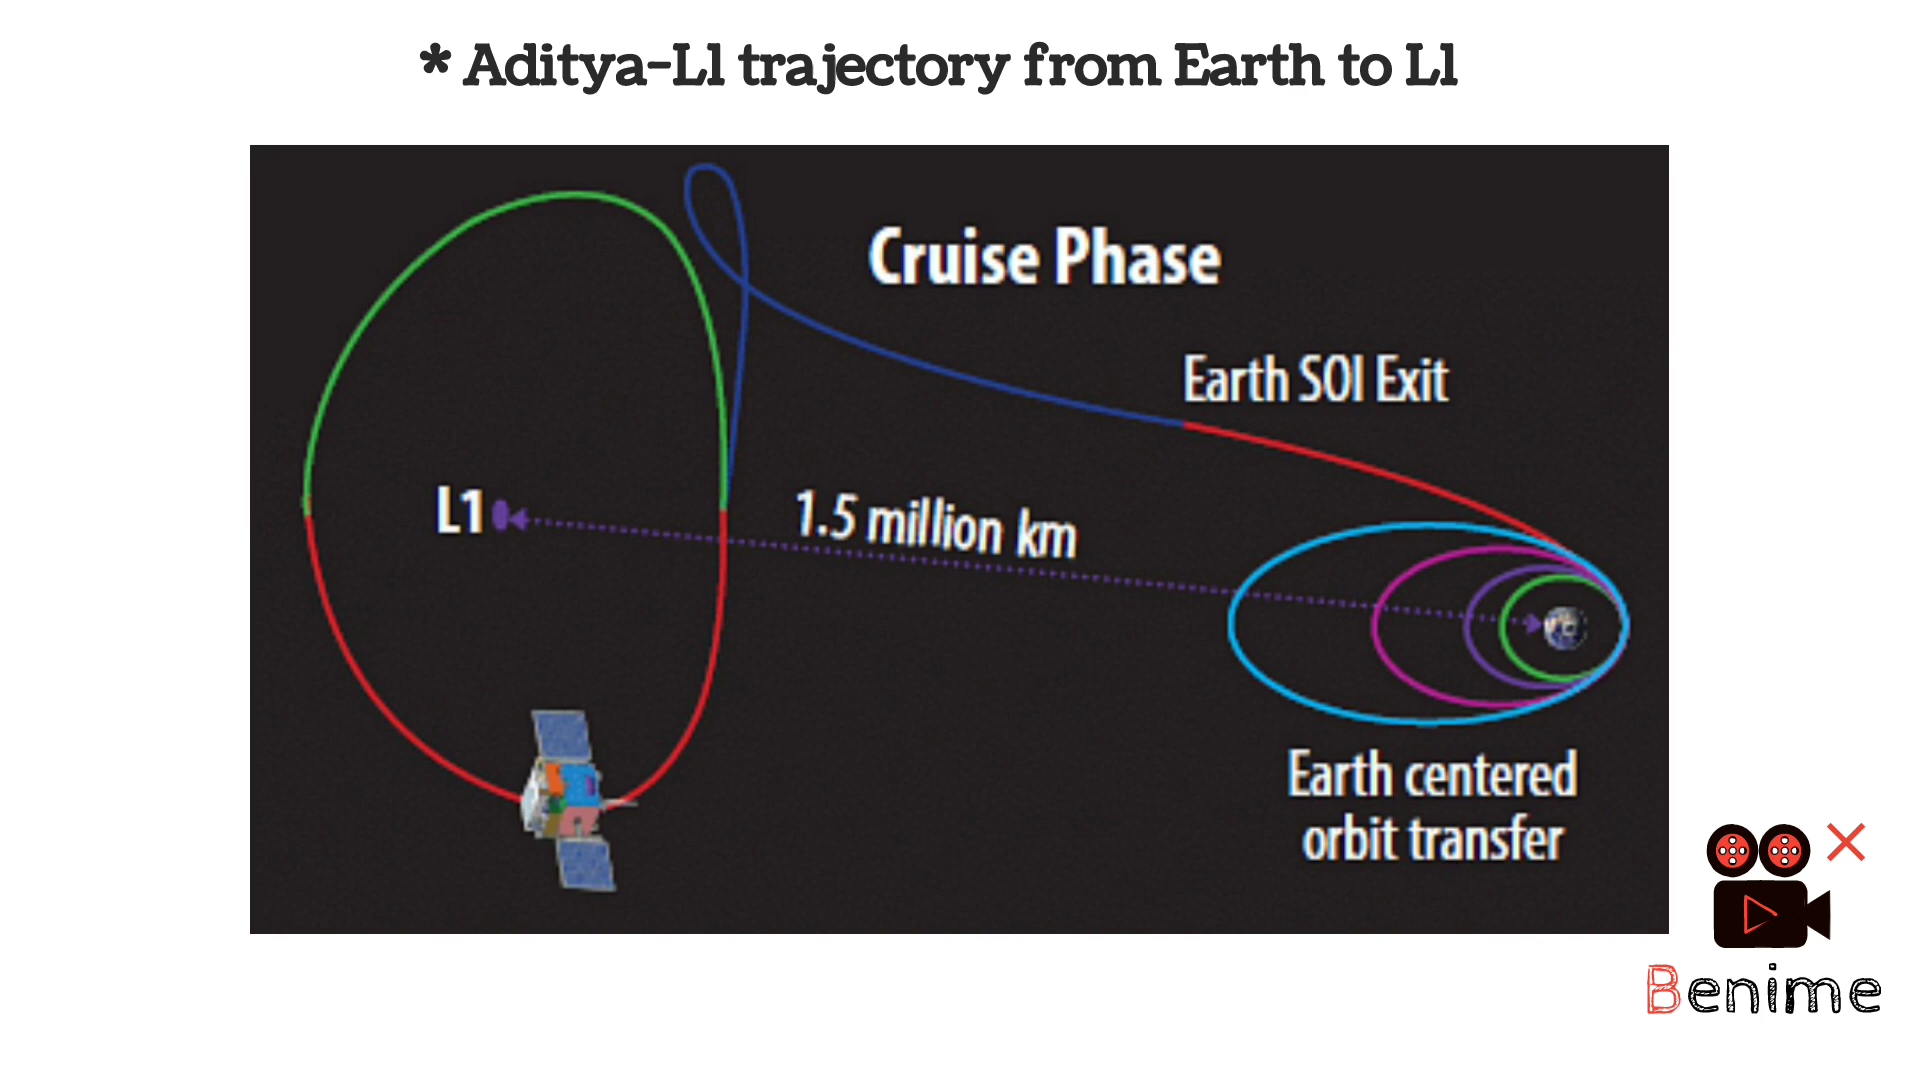 * Aditya-L1 trajectory from Earth to L1
Cruise Phase
Earth SOI Exit
L1
1.5 million km
Earth centered
orbit transfer
Benime